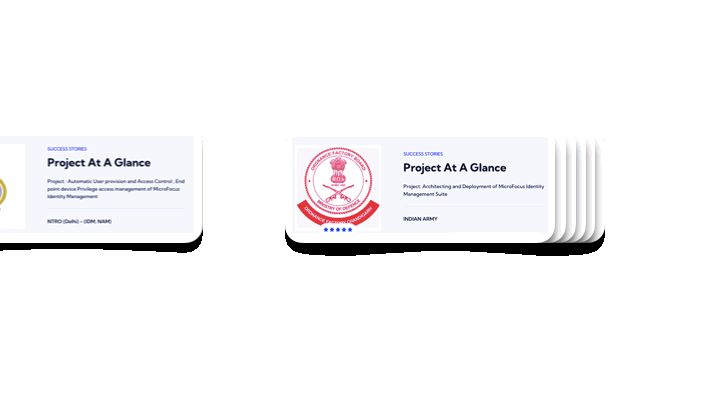 SUCCESS STORIES
Project At A Glance
Project : Automatic User provision and Access Control , End
point device Privilege access management of MicroFocus
Identity Management
NTRO (Delhi) – (IDM, NAM)
ORDNANCE FACTORY BOARD
MINISTRY OF DEFENCE
SUCCESS STORIES
Project At A Glance
Project: Architecting and Deployment of MicroFocus Identity
Management Suite
INDIAN ARMY